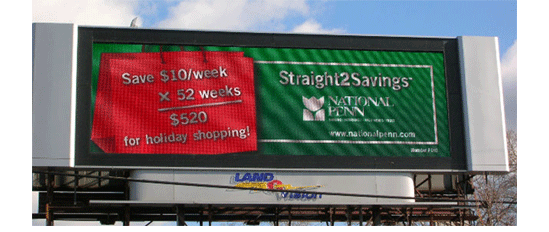 Save $10/week
x 52 weeks
$520
for holiday shopping!
Straight2Savings
NATIONAL
PENN
www.nationalpenn.com
LAND
Vision